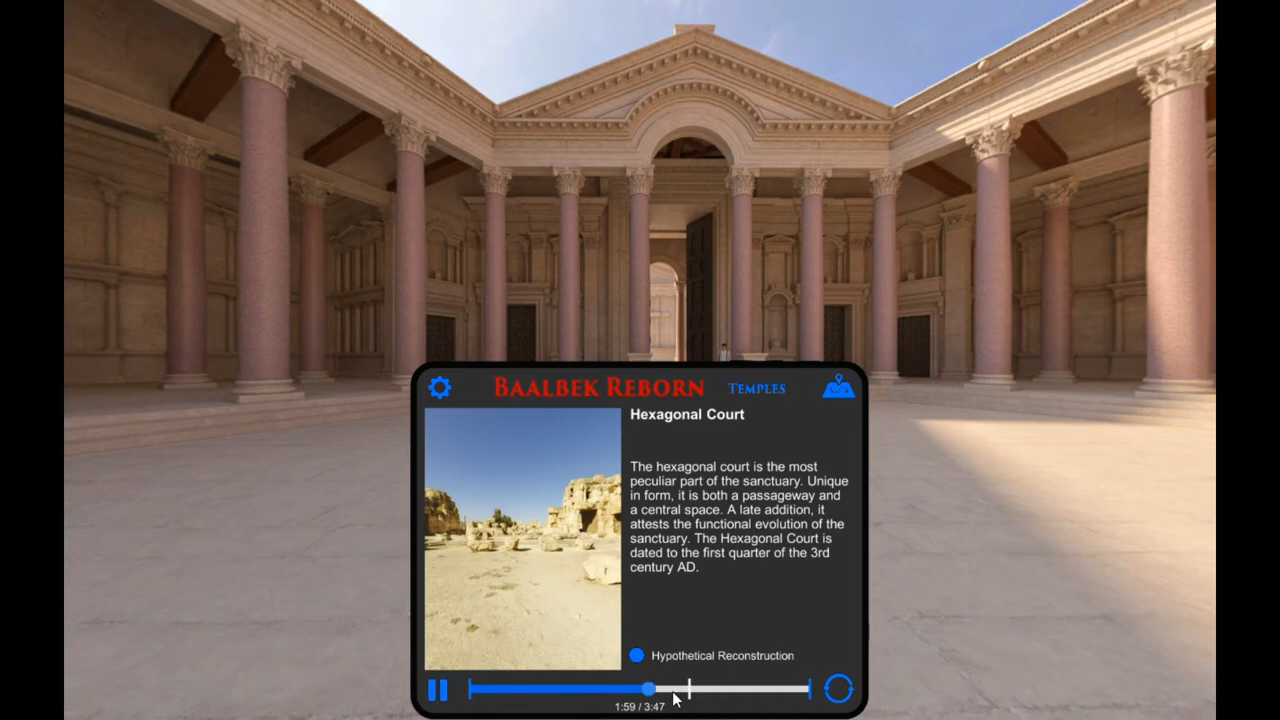 BAALBEK REBORN TEMPLES
Hexagonal Court
The hexagonal court is the most
peculiar part of the sanctuary. Unique
in form, it is both a passageway and
a central space. A late addition, it
attests the functional evolution of the
sanctuary. The Hexagonal Court is
dated to the first quarter of the 3rd
century AD.
Hypothetical Reconstruction
1:59 / 3:47